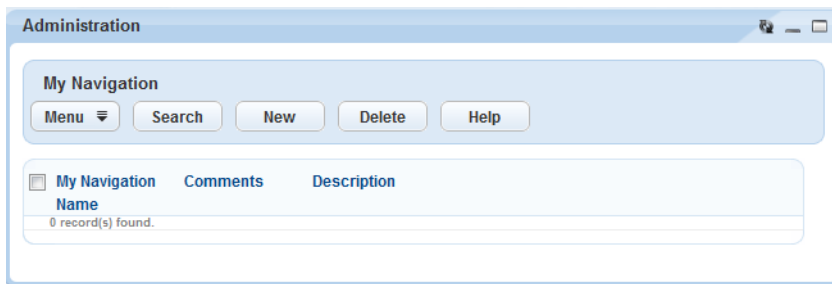 Administration
My Navigation
Menu Search New Delete Help
My Navigation Comments Description
Name
0 record(s) found.